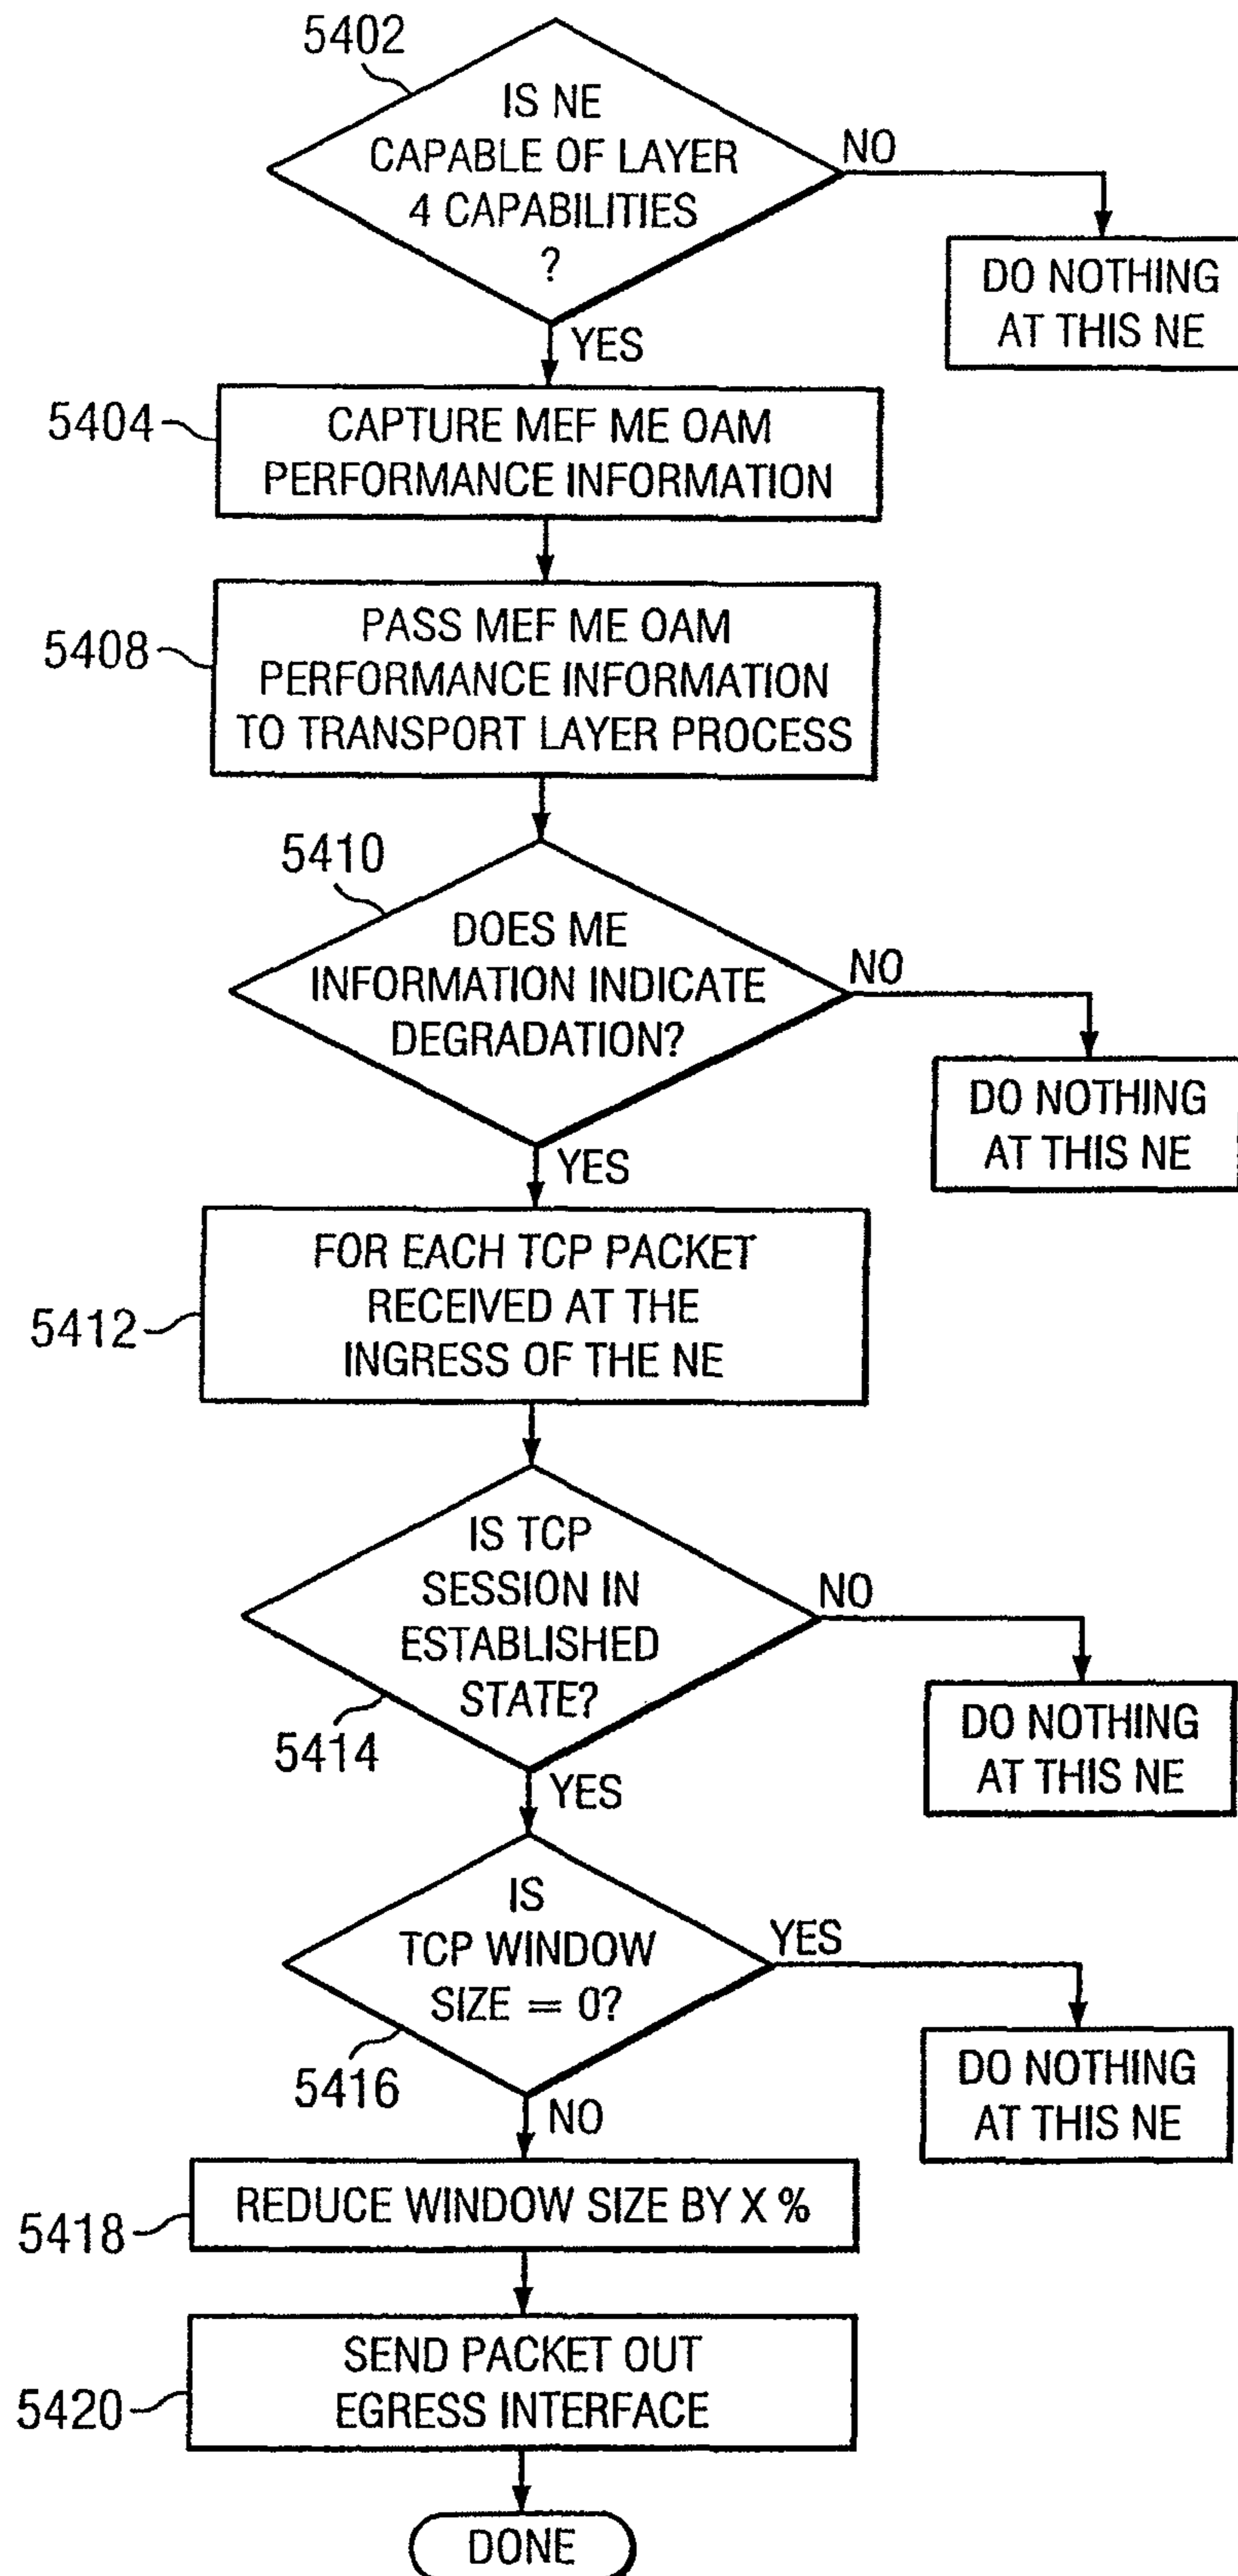 5402
IS NE
CAPABLE OF LAYER
4 CAPABILITIES
?
NO
DO NOTHING
AT THIS NE
YES
5404
CAPTURE MEF ME OAM
PERFORMANCE INFORMATION
5408
PASS MEF ME OAM
PERFORMANCE INFORMATION
TO TRANSPORT LAYER PROCESS
5410
DOES ME
INFORMATION INDICATE
DEGRADATION?
NO
DO NOTHING
AT THIS NE
YES
5412
FOR EACH TCP PACKET
RECEIVED AT THE
INGRESS OF THE NE
IS TCP
SESSION IN
ESTABLISHED
STATE?
5414
NO
DO NOTHING
AT THIS NE
YES
IS
TCP WINDOW
SIZE = 0?
5416
YES
DO NOTHING
AT THIS NE
NO
5418
REDUCE WINDOW SIZE BY X %
5420
SEND PACKET OUT
EGRESS INTERFACE
DONE